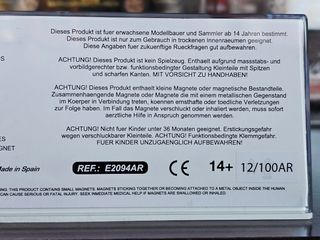 Dieses Produkt ist fuer erwachsene Modellbauer und Sammler ab 14 Jahren bestimmt.
Dieses Produkt ist nur zum Gebrauch in trockenen Innenraeumen geeignet.
Diese Angaben fuer zukuenftige Rueckfragen gut aufbewahren.
ACHTUNG! Dieses Produkt ist kein Spielzeug. Enthaelt aufgrund massstabs- und
vorbildgerechter bzw. funktionsbedingter Gestaltung Kleinteile mit Spitzen
und scharfen Kanten. MIT VORSICHT ZU HANDHABEN!
ACHTUNG! Dieses Produkt enthaelt kleine Magnete oder magnetische Bestandteile.
Zusammenhaengende Magnete oder Magnete die mit einem metallischen Gegenstand
im Koerper in Verbindung treten, koennen ernsthafte oder toedliche Verletzungen
zur Folge haben. Im Fall das Magnete verschluckt oder inhaliert werden, muss sofort
aerztliche Hilfe in Anspruch genommen werden.
ACHTUNG! Nicht fuer Kinder unter 36 Monaten geeignet. Erstickungsgefahr
wegen verschluckbarer Kleinteile. ACHTUNG! Funktionsbedingte Klemmgefahr.
FUER KINDER UNZUGAENGLICH AUFBEWAHREN!
Made in Spain
REF.: E2094AR CE 14+ 12/100AR
THIS PRODUCT CONTAINS SMALL MAGNETS. MAGNETS STICKING TOGETHER OR BECOMING ATTACHED TO A METAL OBJECT INSIDE THE HUMAN
CAN CAUSE SERIOUS OR FATAL INJURY. SEEK INMEDIATE MEDICAL HELP IF MAGNETS ARE SWALLOWED OR INHALED.